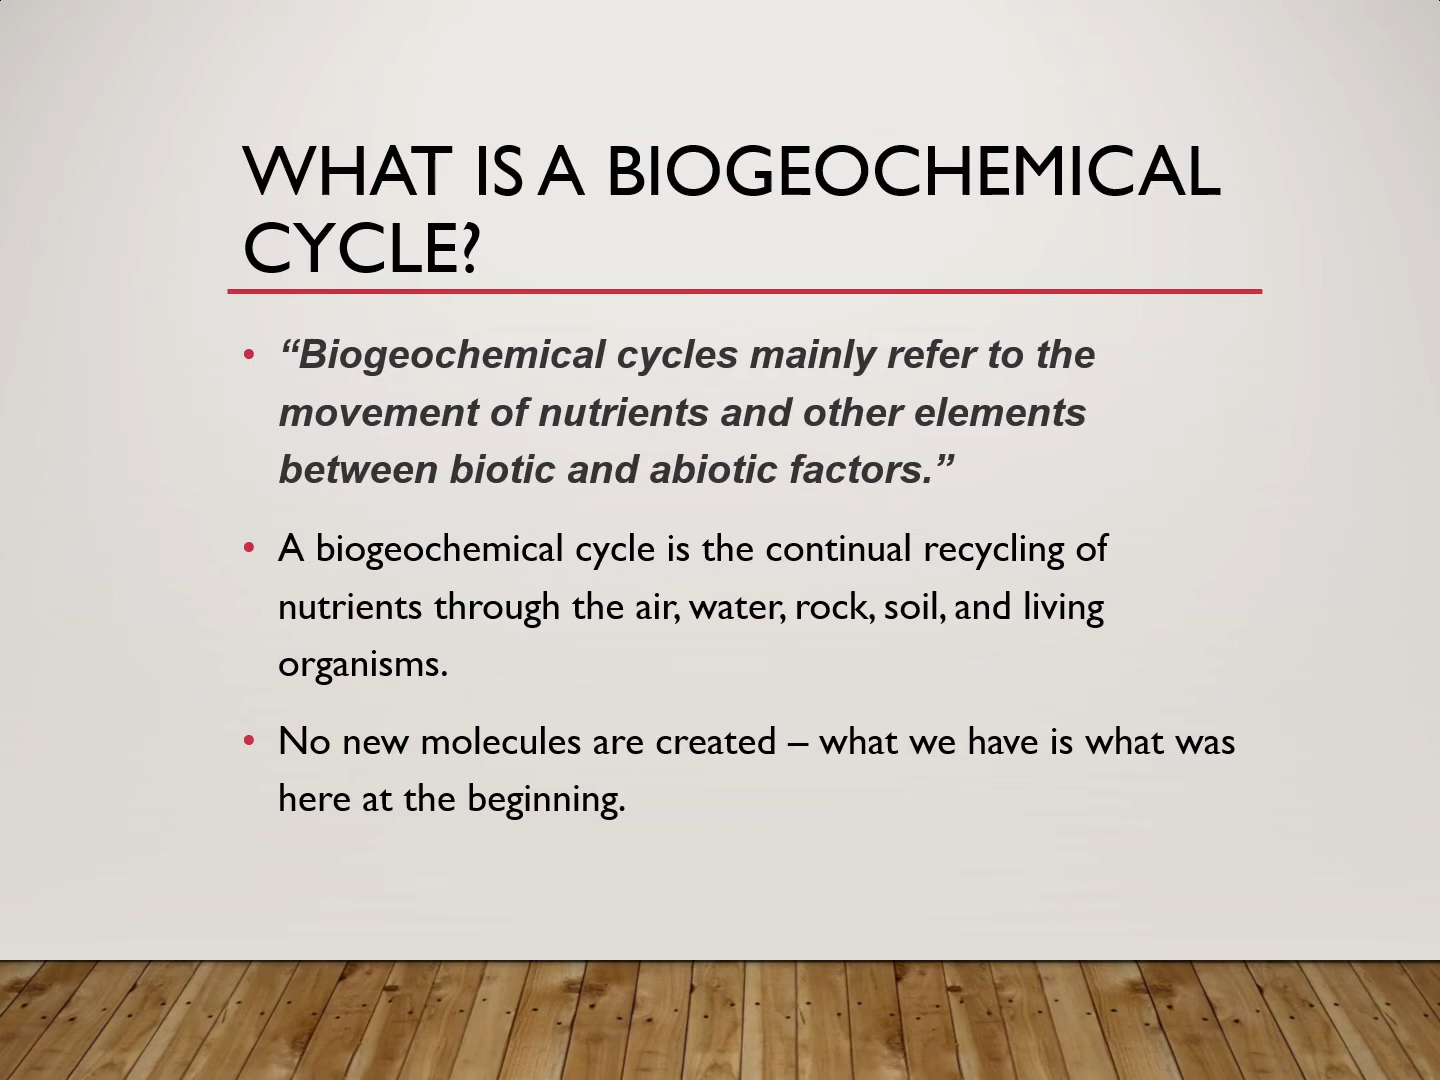 WHAT IS A BIOGEOCHEMICAL
CYCLE?
• “Biogeochemical cycles mainly refer to the
movement of nutrients and other elements
between biotic and abiotic factors.”
• A biogeochemical cycle is the continual recycling of
nutrients through the air, water, rock, soil, and living
organisms.
• No new molecules are created – what we have is what was
here at the beginning.